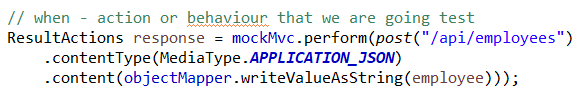 // when - action or behaviour that we are going test
ResultActions response = mockMvc.perform(post("/api/employees")
.contentType(MediaType.APPLICATION_JSON)
.content(objectMapper.writeValueAsString(employee)));